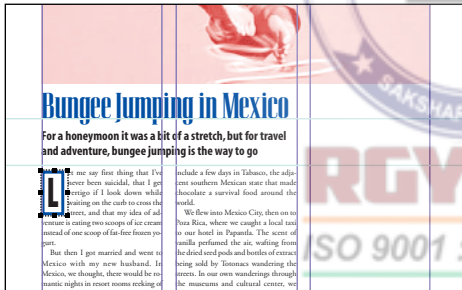 Bungee Jumping in Mexico
For a honeymoon it was a bit of a stretch, but for travel
and adventure, bungee jumping is the way to go
Let me say first thing that I've
never been suicidal, that I get
vertigo if I look down while
waiting on the curb to cross the
street, and that my idea of ad-
venture is eating two scoops of ice cream
instead of one scoop of fat-free frozen yo-
gurt.
But then I got married and went to
Mexico with my new husband. In
Mexico, we thought, there would be ro-
mantic nights in resort rooms reeking of
include a few days in Tabasco, the adja-
cent southern Mexican state that made
chocolate a survival food around the
world.
We flew into Mexico City, then on to
Poza Rica, where we caught a local taxi
to our hotel in Papantla. The scent of
vanilla perfumed the air, wafting from
the dried seed pods and bottles of extract
being sold by Totonacs wandering the
streets. In our own wanderings through
the museums and cultural center, we
SAKSHAR
RGY
ISO 9001 :